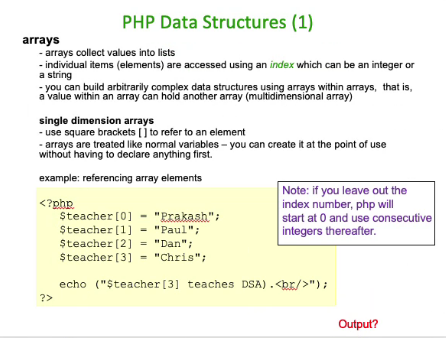 PHP Data Structures (1)
arrays
- arrays collect values into lists
- individual items (elements) are accessed using an index which can be an integer or
a string
- you can build arbitrarily complex data structures using arrays within arrays, that is,
a value within an array can hold another array (multidimensional array)
single dimension arrays
- use square brackets [ ] to refer to an element
- arrays are treated like normal variables – you can create it at the point of use
without having to declare anything first.
example: referencing array elements
<?php
$teacher[0] = "Prakash";
$teacher[1] = "Paul";
$teacher[2] = "Dan";
$teacher[3] = "Chris";
echo ("$teacher[3] teaches DSA).<br/>");
?>
Note: if you leave out the
index number, php will
start at 0 and use consecutive
integers thereafter.
Output?